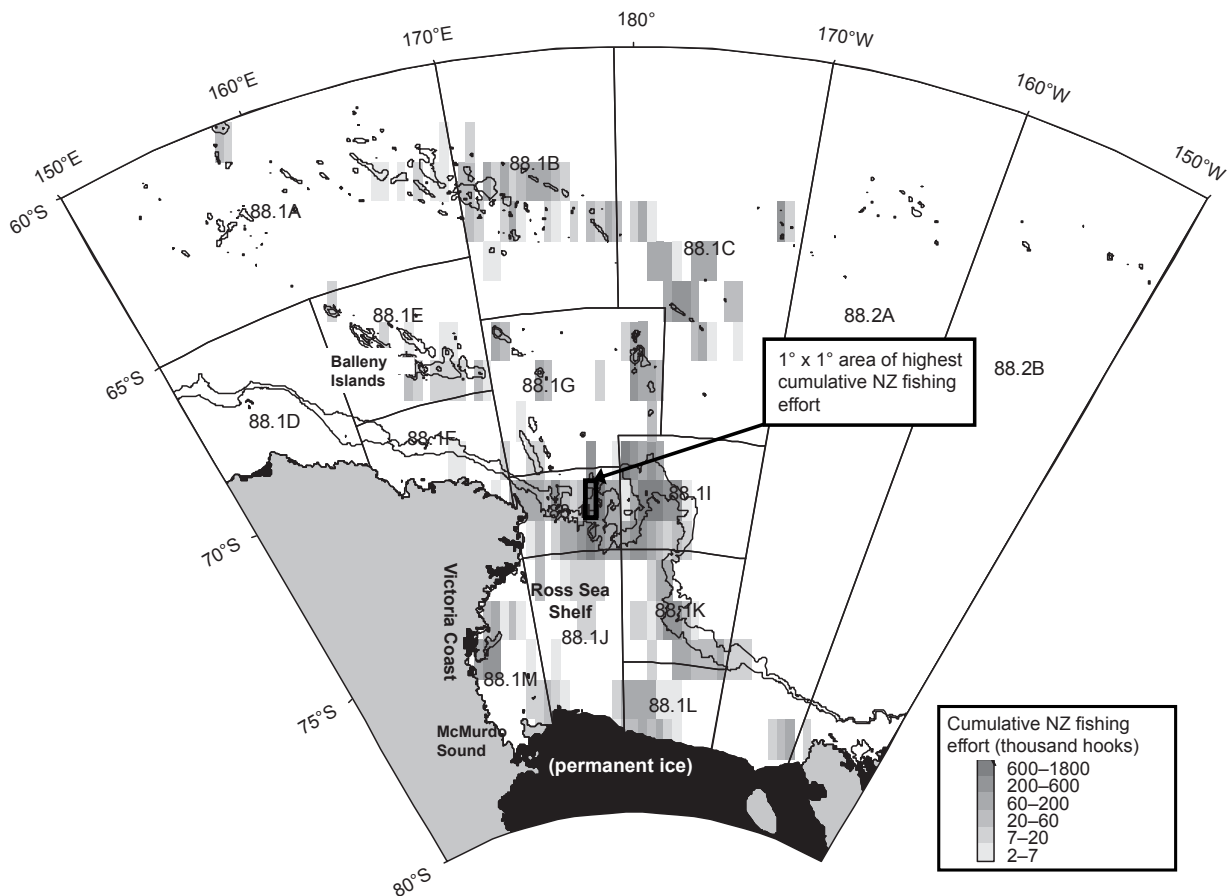 180°
170°E
170°W
160°E
160°W
150°E
150°W
60°S
88.1B
88.1A
88.1C
88.1E
88.2A
Balleny
Islands
65°S
1° x 1° area of highest
cumulative NZ fishing
effort
88.2B
88.1G
88.1D
88.1F
88.1I
70°S
Victoria Coast
Ross Sea
Shelf
88.1K
88.1J
88.1M
88.1L
75°S
McMurdo
Sound
(permanent ice)
80°S
Cumulative NZ fishing
effort (thousand hooks)
600–1800
200–600
60–200
20–60
7–20
2–7